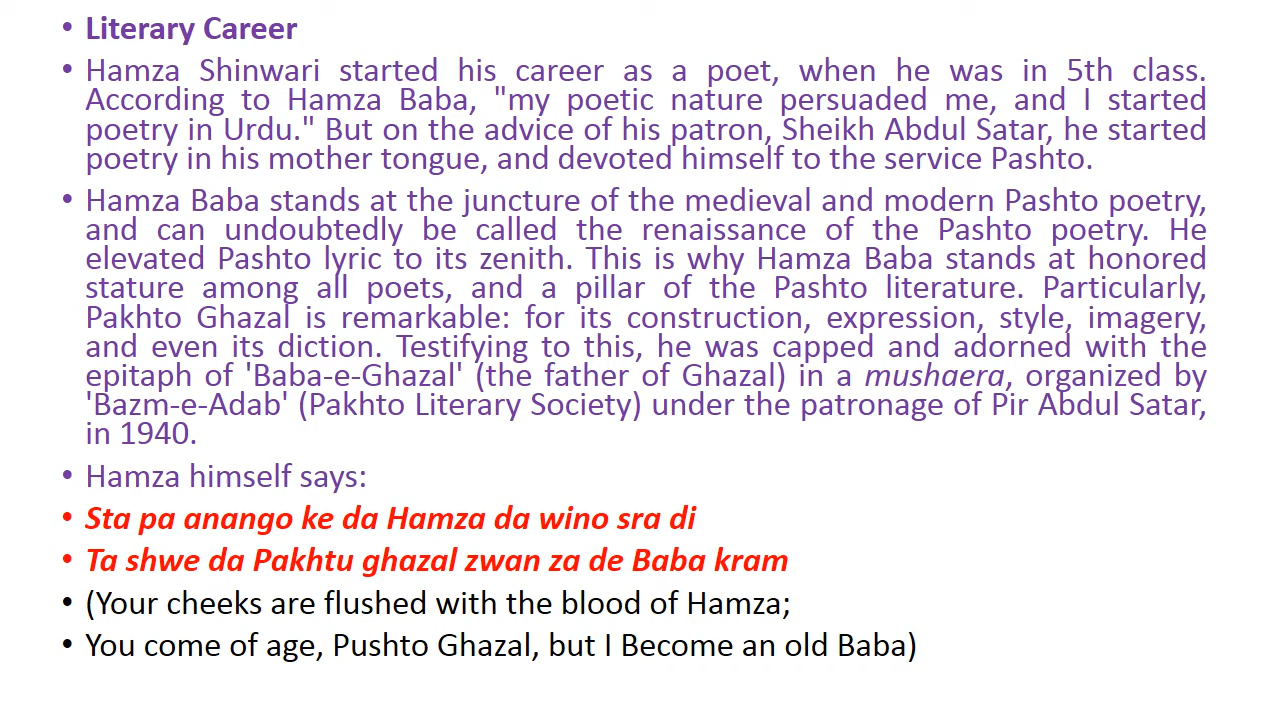 • Literary Career
• Hamza Shinwari started his career as a poet, when he was in 5th class.
According to Hamza Baba, "my poetic nature persuaded me, and I started
poetry in Urdu." But on the advice of his patron, Sheikh Abdul Satar, he started
poetry in his mother tongue, and devoted himself to the service Pashto.
• Hamza Baba stands at the juncture of the medieval and modern Pashto poetry,
and can undoubtedly be called the renaissance of the Pashto poetry. He
elevated Pashto lyric to its zenith. This is why Hamza Baba stands at honored
stature among all poets, and a pillar of the Pashto literature. Particularly,
Pakhto Ghazal is remarkable: for its construction, expression, style, imagery,
and even its diction. Testifying to this, he was capped and adorned with the
epitaph of 'Baba-e-Ghazal' (the father of Ghazal) in a mushaera, organized by
'Bazm-e-Adab' (Pakhto Literary Society) under the patronage of Pir Abdul Satar,
in 1940.
• Hamza himself says:
• Sta pa anango ke da Hamza da wino sra di
• Ta shwe da Pakhtu ghazal zwan za de Baba kram
• (Your cheeks are flushed with the blood of Hamza;
• You come of age, Pushto Ghazal, but I Become an old Baba)